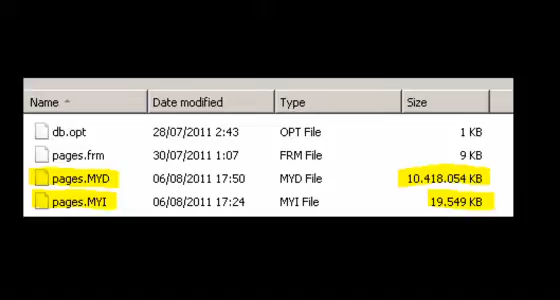 Name Date modified Type Size
db.opt 28/07/2011 2:43 OPT File 1 KB
pages.frm 30/07/2011 1:07 FRM File 9 KB
pages.MYD 06/08/2011 17:50 MYD File 10.418.054 KB
pages.MYI 06/08/2011 17:24 MYI File 19.549 KB